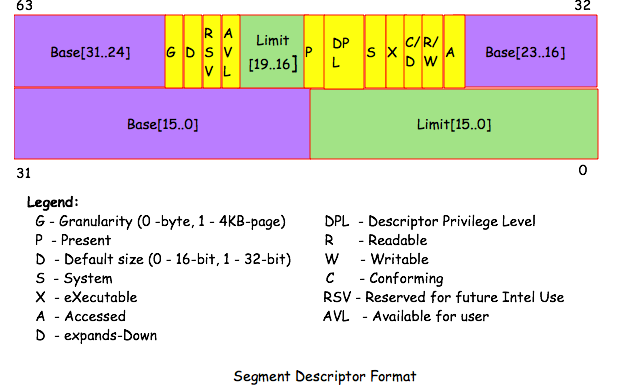 63 32
Base[31..24] G D RSV AVL Limit [19..16] P DPL S X C/D R/W A Base[23..16]
Base[15..0] Limit[15..0]
31 0
Legend:
G - Granularity (0 -byte, 1 - 4KB-page)
P - Present
D - Default size (0 - 16-bit, 1 - 32-bit)
S - System
X - eXecutable
A - Accessed
D - expands-Down
DPL - Descriptor Privilege Level
R - Readable
W - Writable
C - Conforming
RSV - Reserved for future Intel Use
AVL - Available for user
Segment Descriptor Format